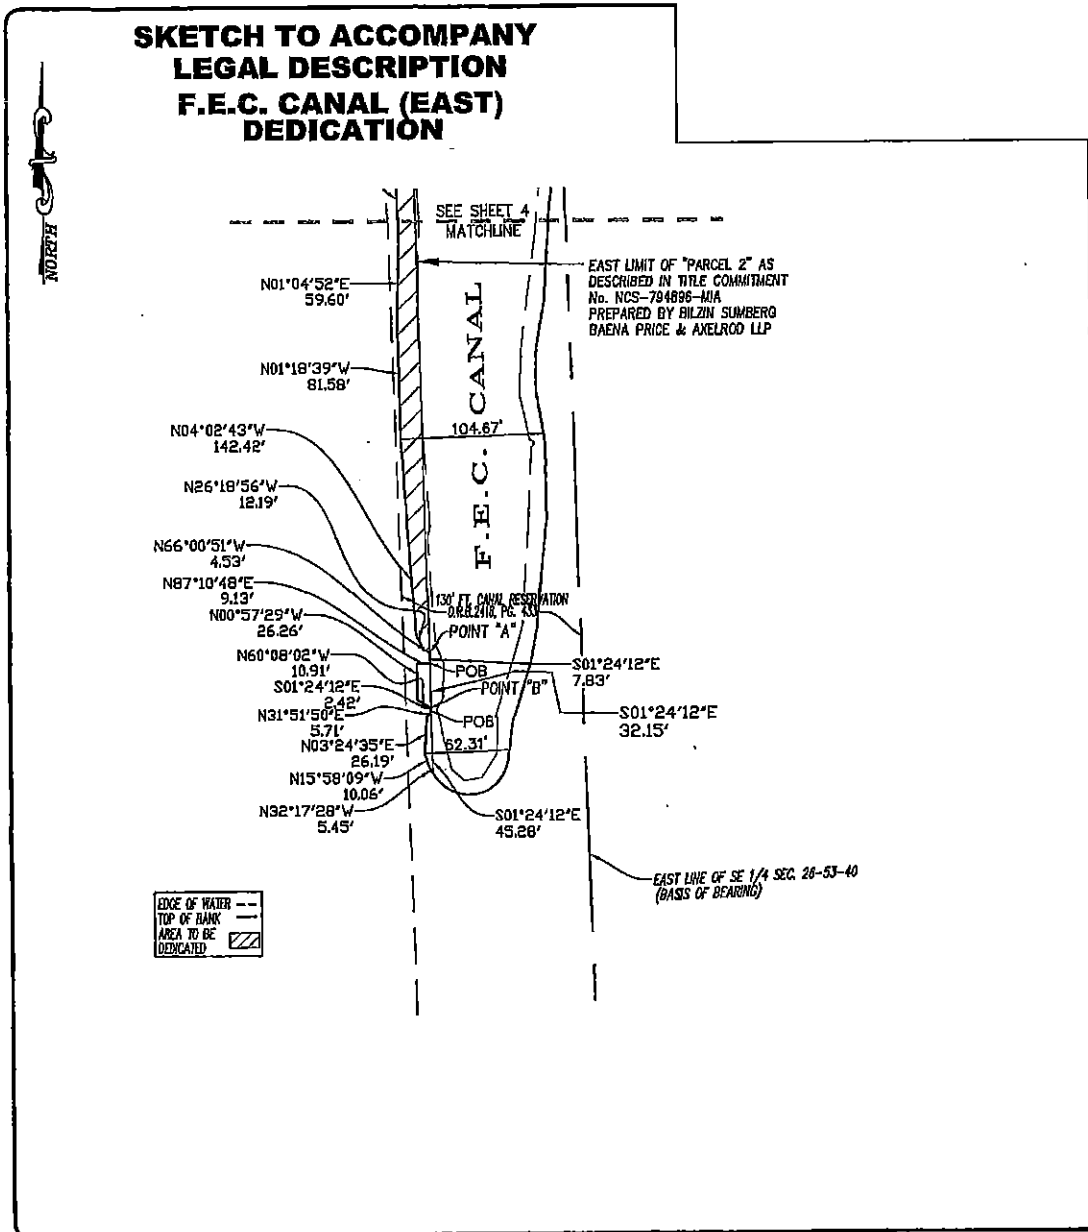 SKETCH TO ACCOMPANY
LEGAL DESCRIPTION
F.E.C. CANAL (EAST)
DEDICATION
NORTH
SEE SHEET 4
MATCHLINE
EAST LIMIT OF "PARCEL 2" AS
DESCRIBED IN TITLE COMMITMENT
No. NCS-794896-MIA
PREPARED BY BILZIN SUMBERG
BAENA PRICE & AXELROD LLP
N01°04'52"E
59.60'
N01°18'39"W
81.58'
F.E.C. CANAL
104.67'
N04°02'43"W
142.42'
N26°18'56"W
12.19'
N66°00'51"W
4.53'
N87°10'48"E
9.13'
N00°57'29"W
26.26'
N60°08'02"W
10.91'
S01°24'12"E
2.42'
N31°51'50"E
5.71'
N03°24'35"E
26.19'
N15°58'09"W
10.06'
N32°17'28"W
5.45'
130' FT. CANAL RESERVATION
O.R.B. 2418, PG. 433
POINT "A"
POB
POINT "B"
POB
62.31'
S01°24'12"E
7.83'
S01°24'12"E
32.15'
S01°24'12"E
45.28'
EAST LINE OF SE 1/4 SEC. 26-53-40
(BASIS OF BEARING)
EDGE OF WATER
TOP OF BANK
AREA TO BE
DEDICATED